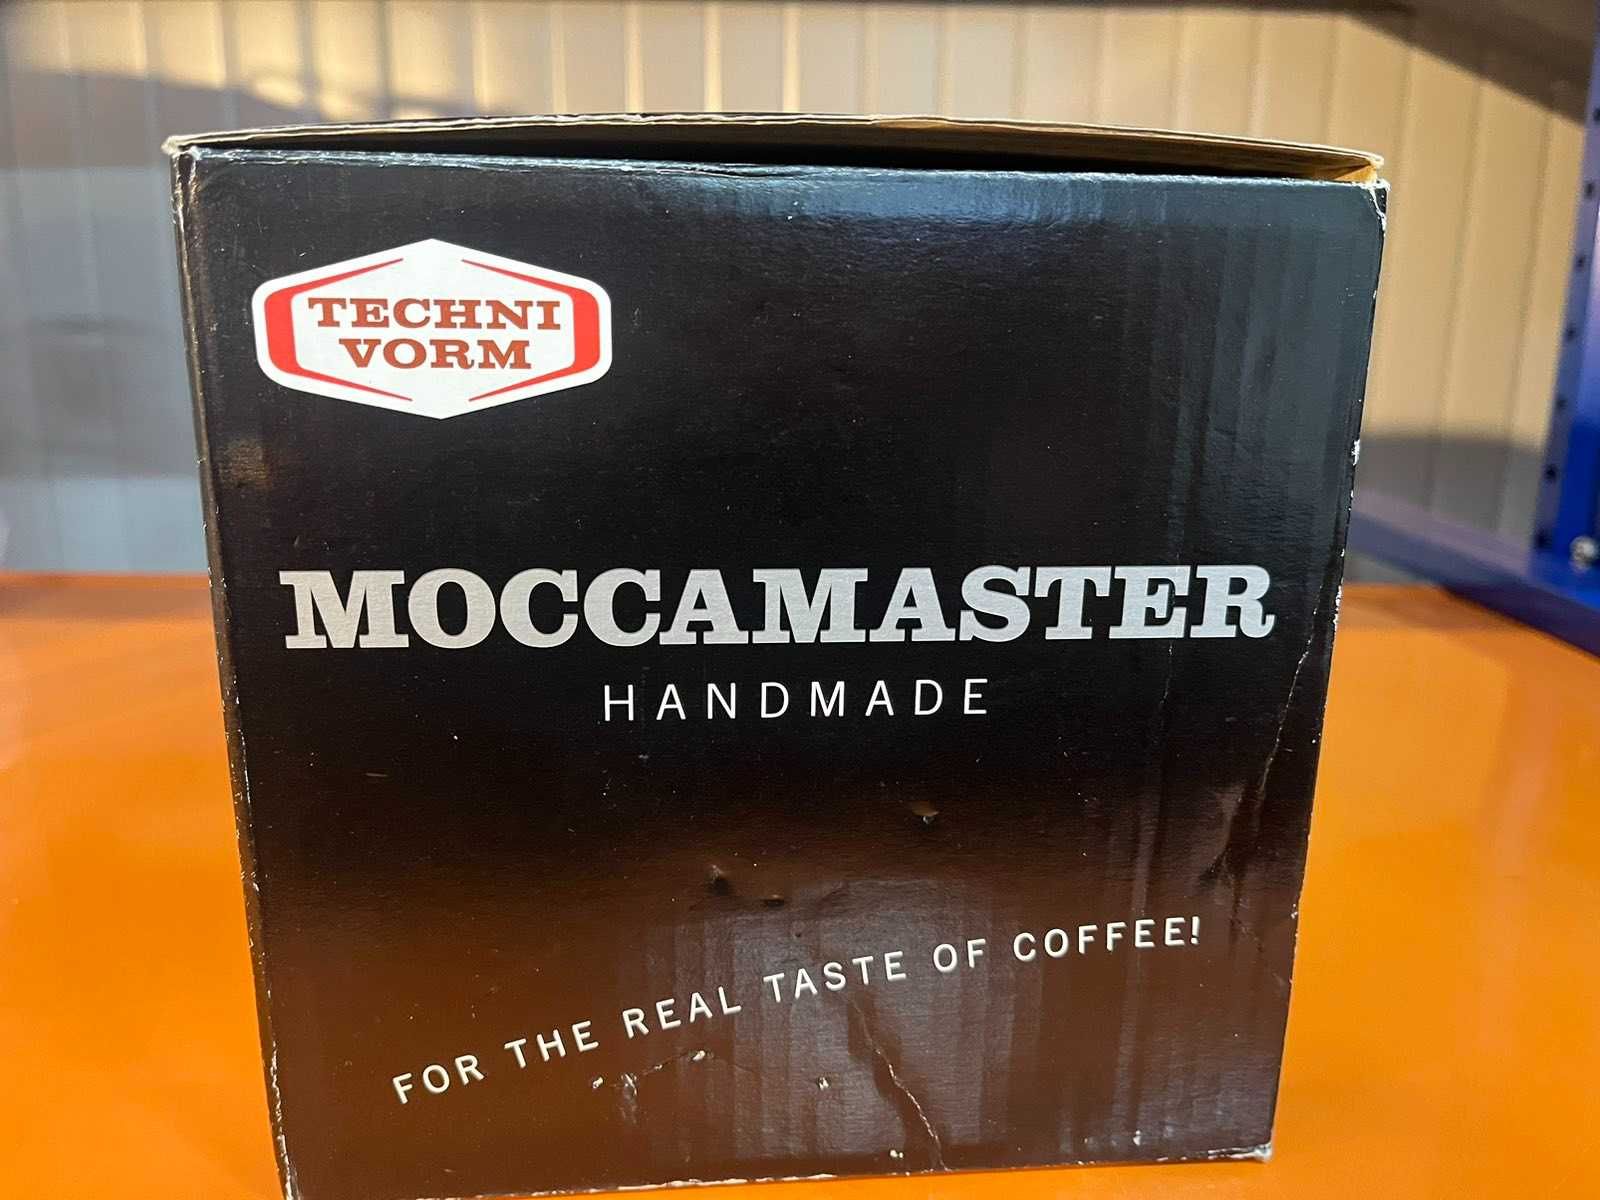 TECHNI
VORM
MOCCAMASTER
HANDMADE
FOR THE REAL TASTE OF COFFEE!